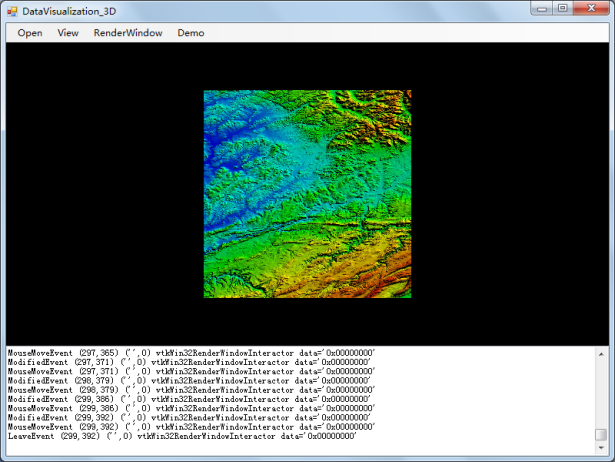 DataVisualization_3D
Open View RenderWindow Demo
MouseMoveEvent (297,365) ('',0) vtkWin32RenderWindowInteractor data='0x00000000'
ModifiedEvent (297,371) ('',0) vtkWin32RenderWindowInteractor data='0x00000000'
MouseMoveEvent (297,371) ('',0) vtkWin32RenderWindowInteractor data='0x00000000'
ModifiedEvent (298,379) ('',0) vtkWin32RenderWindowInteractor data='0x00000000'
MouseMoveEvent (298,379) ('',0) vtkWin32RenderWindowInteractor data='0x00000000'
ModifiedEvent (299,386) ('',0) vtkWin32RenderWindowInteractor data='0x00000000'
MouseMoveEvent (299,386) ('',0) vtkWin32RenderWindowInteractor data='0x00000000'
ModifiedEvent (299,392) ('',0) vtkWin32RenderWindowInteractor data='0x00000000'
MouseMoveEvent (299,392) ('',0) vtkWin32RenderWindowInteractor data='0x00000000'
LeaveEvent (299,392) ('',0) vtkWin32RenderWindowInteractor data='0x00000000'